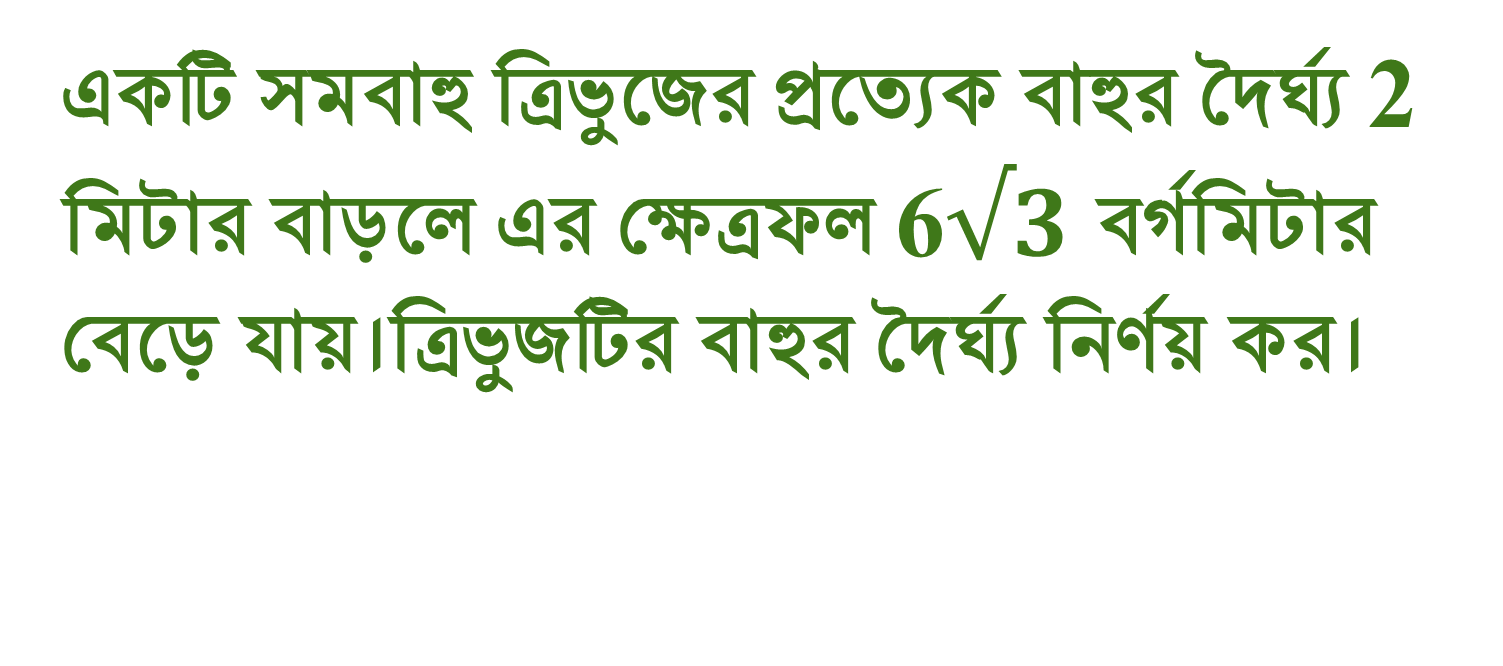 একটি সমবাহু ত্রিভুজের প্রত্যেক বাহুর দৈর্ঘ্য 2
মিটার বাড়লে এর ক্ষেত্রফল 6√3 বর্গমিটার
বেড়ে যায়।ত্রিভুজটির বাহুর দৈর্ঘ্য নির্ণয় কর।